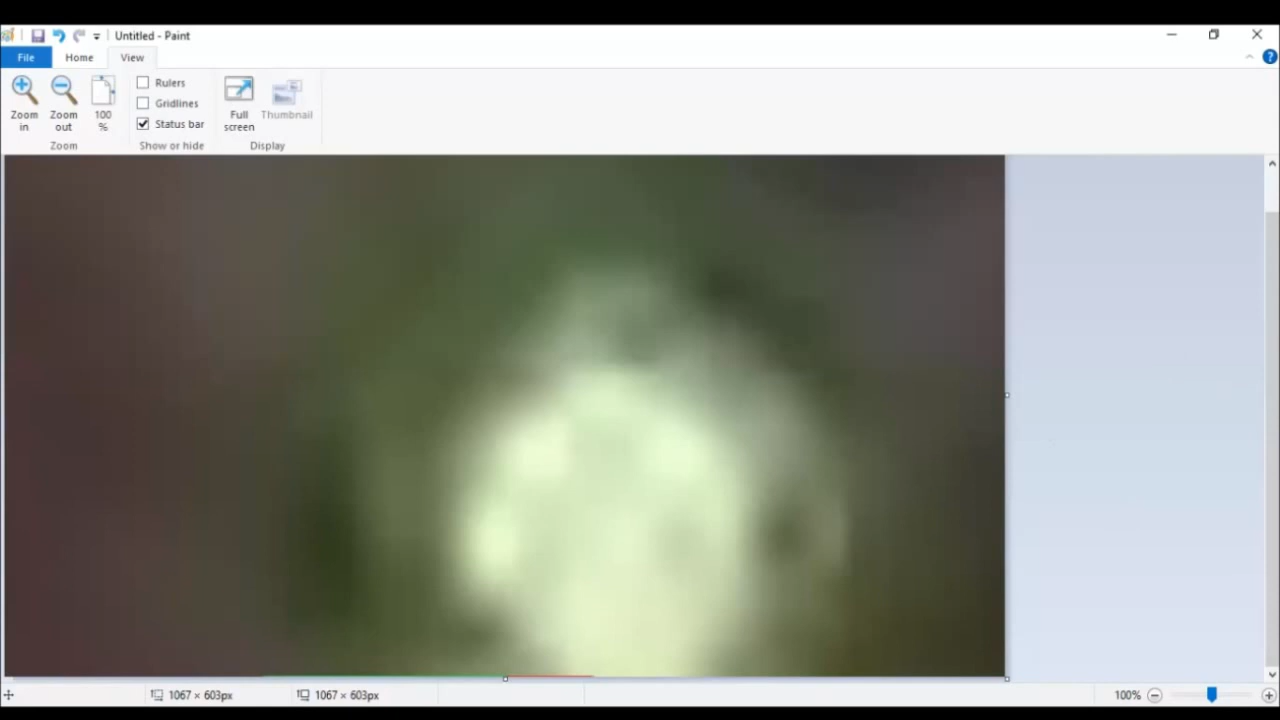 Untitled - Paint
File Home View
Zoom in
Zoom out
100 %
Rulers
Gridlines
Status bar
Full screen
Thumbnail
Zoom
Show or hide
Display
1067 × 603px
1067 × 603px
100%